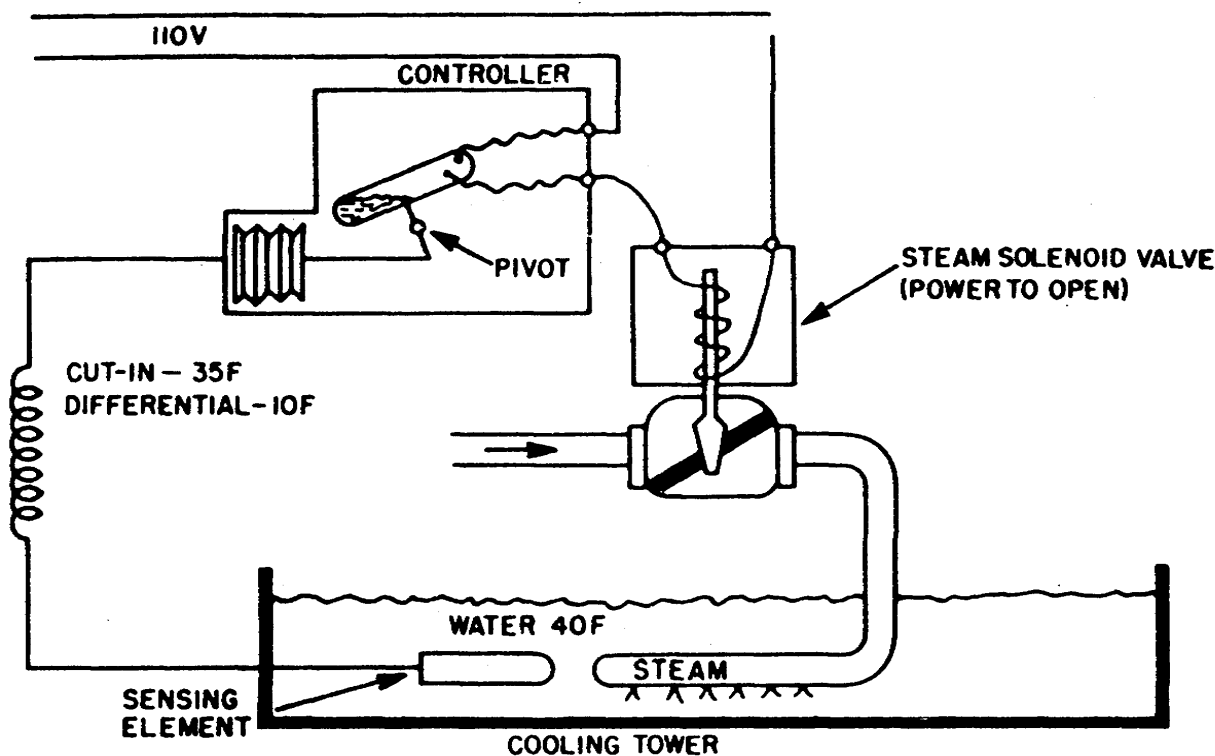 110V
CONTROLLER
PIVOT
STEAM SOLENOID VALVE
(POWER TO OPEN)
CUT-IN — 35F
DIFFERENTIAL-10F
WATER 40F
STEAM
SENSING
ELEMENT
COOLING TOWER